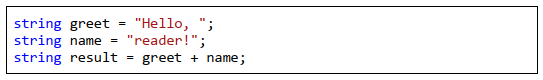 string greet = "Hello, ";
string name = "reader!";
string result = greet + name;